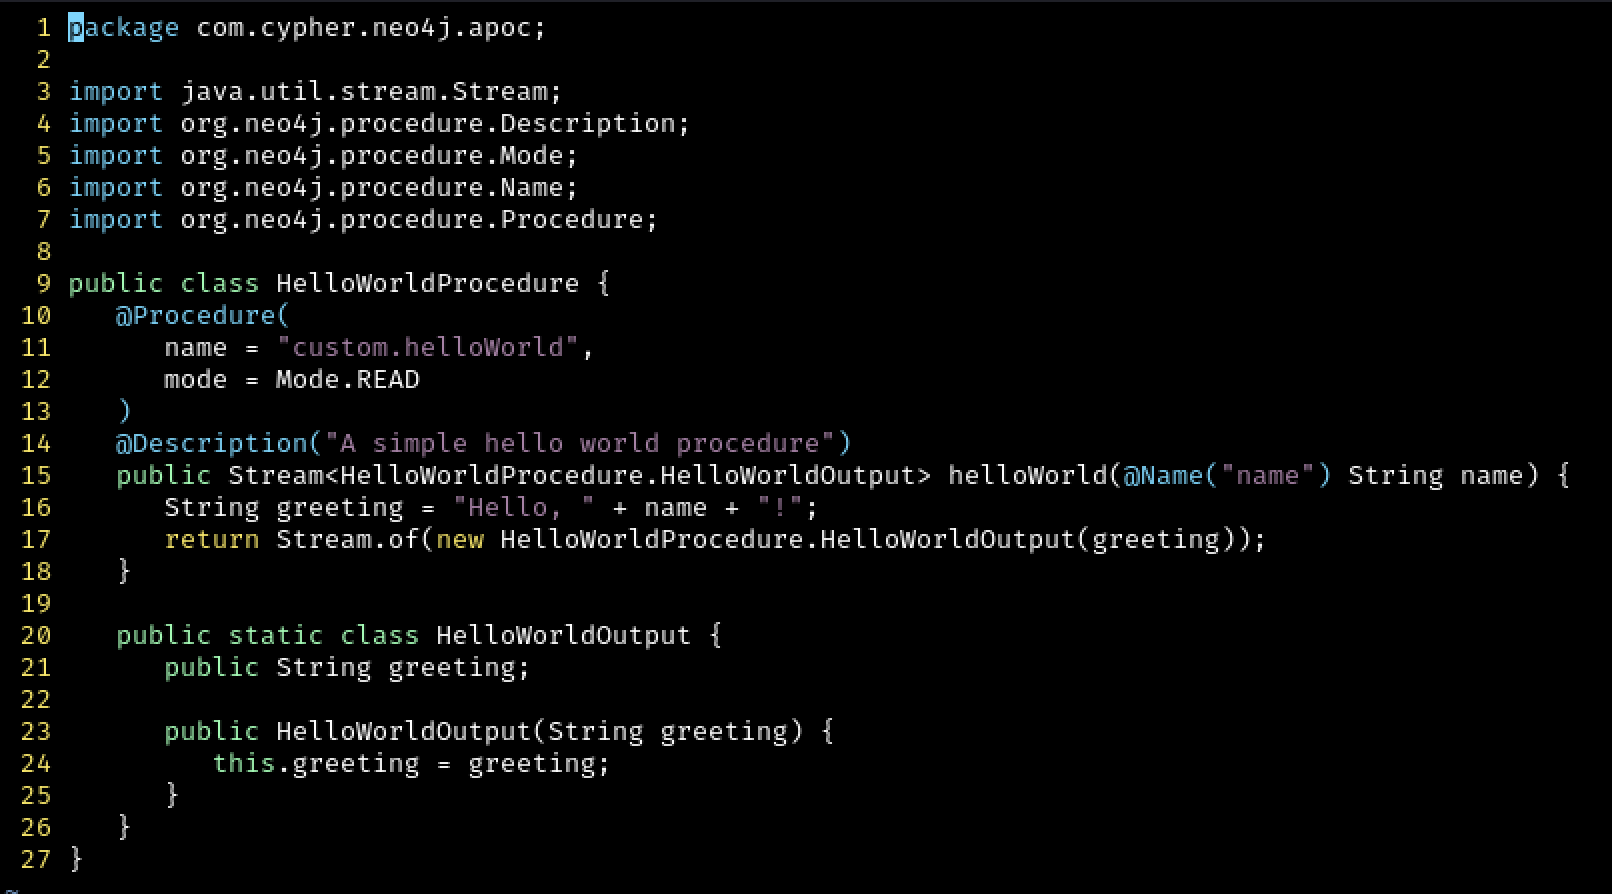 1 package com.cypher.neo4j.apoc;
2
3 import java.util.stream.Stream;
4 import org.neo4j.procedure.Description;
5 import org.neo4j.procedure.Mode;
6 import org.neo4j.procedure.Name;
7 import org.neo4j.procedure.Procedure;
8
9 public class HelloWorldProcedure {
10    @Procedure(
11       name = "custom.helloWorld",
12       mode = Mode.READ
13    )
14    @Description("A simple hello world procedure")
15    public Stream<HelloWorldProcedure.HelloWorldOutput> helloWorld(@Name("name") String name) {
16       String greeting = "Hello, " + name + "!";
17       return Stream.of(new HelloWorldProcedure.HelloWorldOutput(greeting));
18    }
19
20    public static class HelloWorldOutput {
21       public String greeting;
22
23       public HelloWorldOutput(String greeting) {
24          this.greeting = greeting;
25       }
26    }
27 }
~